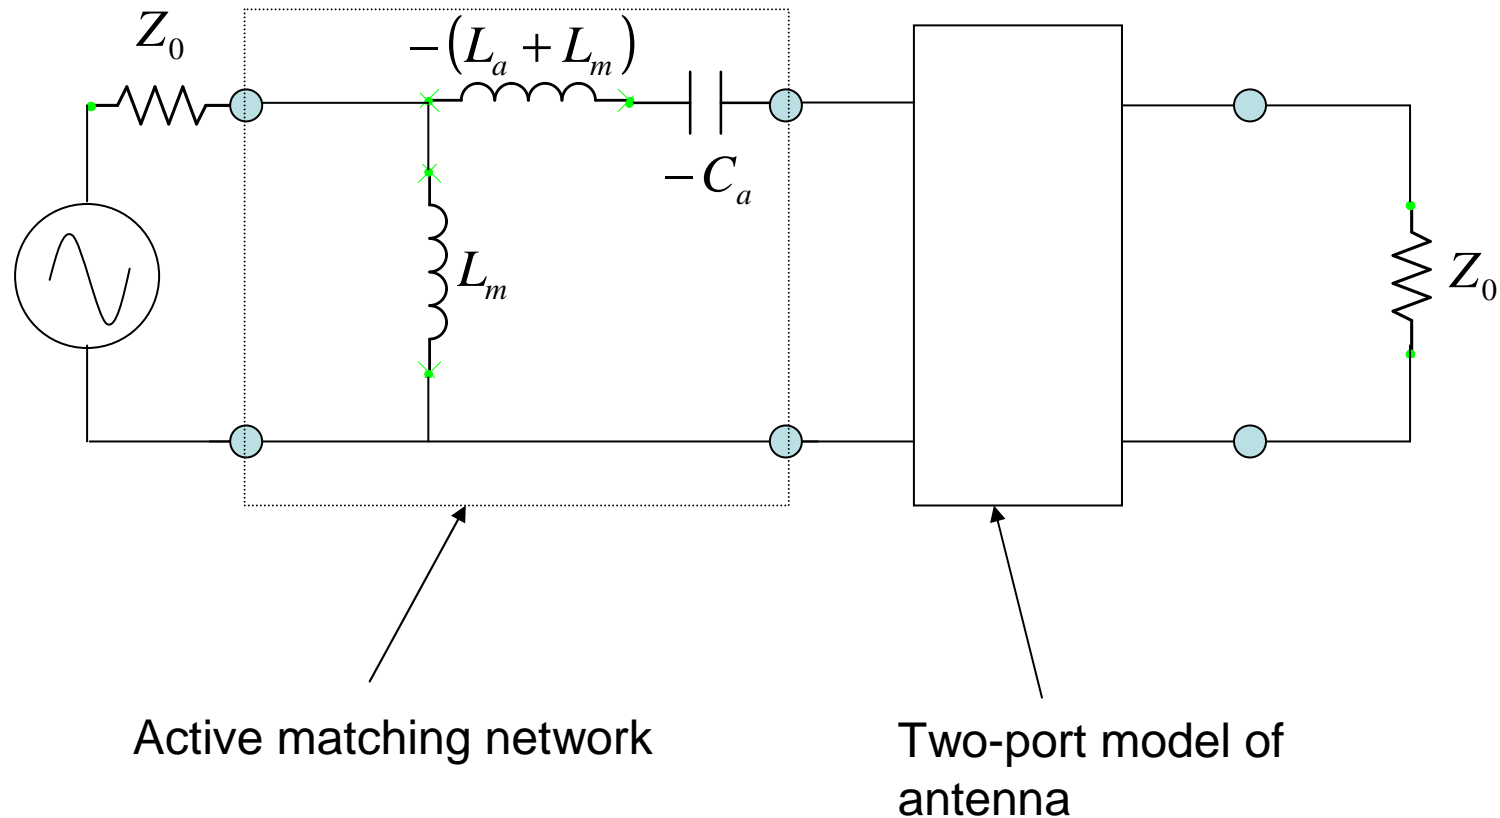 Z₀
−(Lₐ + Lₘ)
−Cₐ
Lₘ
Z₀
Active matching network
Two-port model of
antenna